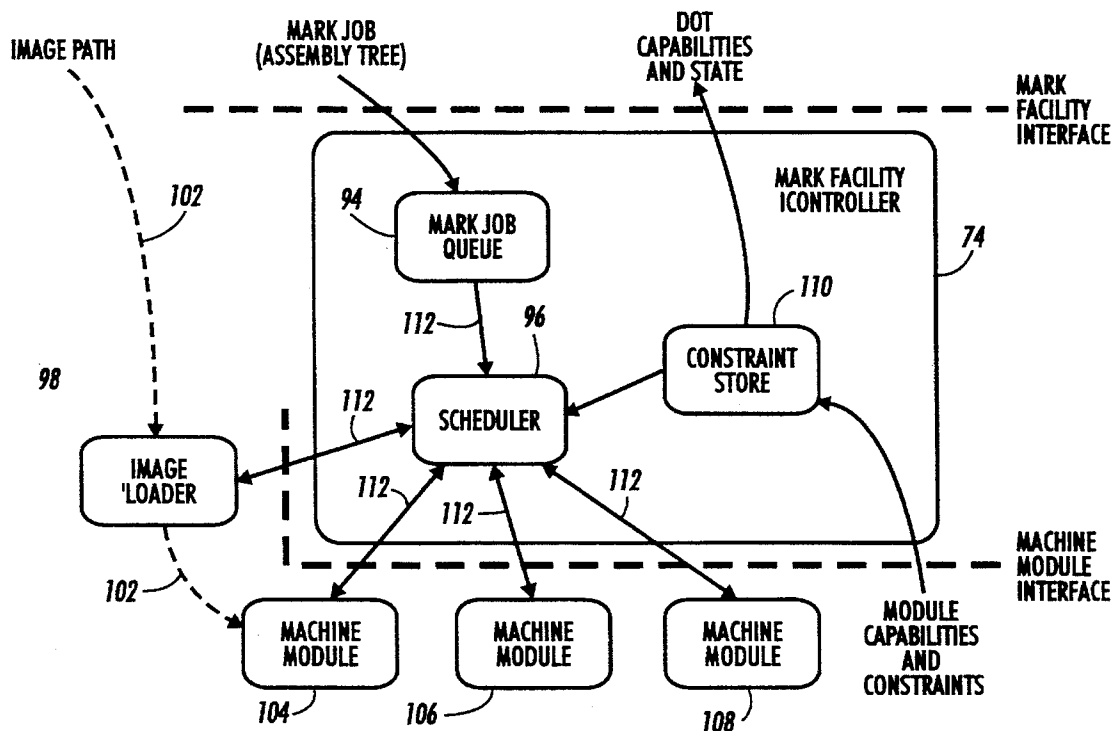 IMAGE PATH
MARK JOB
(ASSEMBLY TREE)
DOT
CAPABILITIES
AND STATE
MARK
FACILITY
INTERFACE
102
94
MARK JOB
QUEUE
MARK FACILITY
ICONTROLLER
74
112
96
110
CONSTRAINT
STORE
98
112
SCHEDULER
IMAGE
'LOADER
112
112
112
102
MACHINE
MODULE
INTERFACE
MACHINE
MODULE
MACHINE
MODULE
MACHINE
MODULE
MODULE
CAPABILITIES
AND
CONSTRAINTS
104
106
108